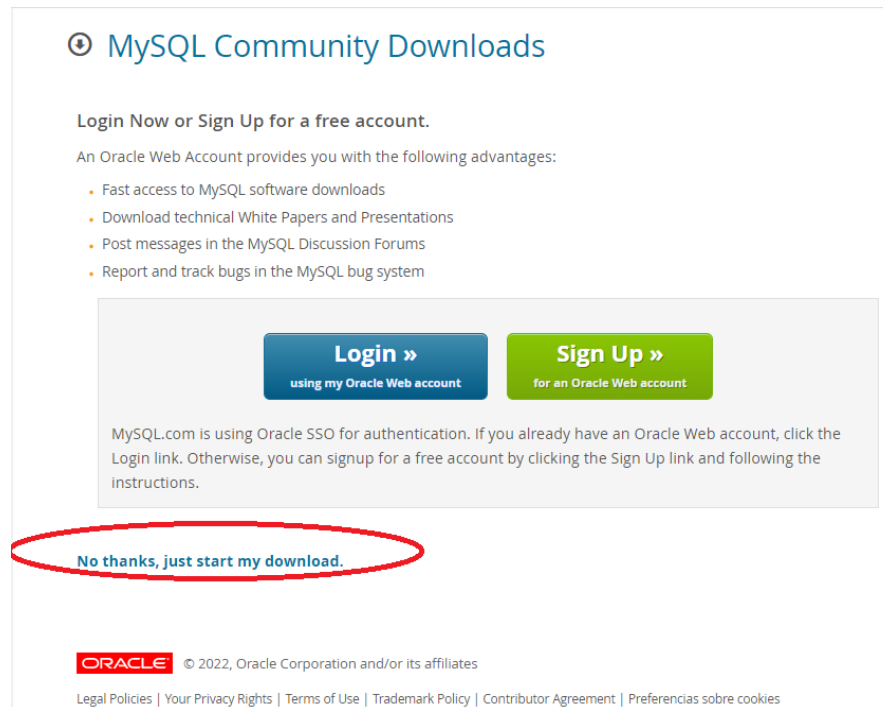 MySQL Community Downloads
Login Now or Sign Up for a free account.
An Oracle Web Account provides you with the following advantages:
Fast access to MySQL software downloads
Download technical White Papers and Presentations
Post messages in the MySQL Discussion Forums
Report and track bugs in the MySQL bug system
Login »
using my Oracle Web account
Sign Up »
for an Oracle Web account
MySQL.com is using Oracle SSO for authentication. If you already have an Oracle Web account, click the
Login link. Otherwise, you can signup for a free account by clicking the Sign Up link and following the
instructions.
No thanks, just start my download.
ORACLE © 2022, Oracle Corporation and/or its affiliates
Legal Policies | Your Privacy Rights | Terms of Use | Trademark Policy | Contributor Agreement | Preferencias sobre cookies